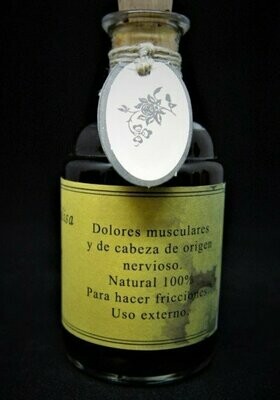 Dolores musculares
y de cabeza de origen
nervioso.
Natural 100%
Para hacer fricciones.
Uso externo.